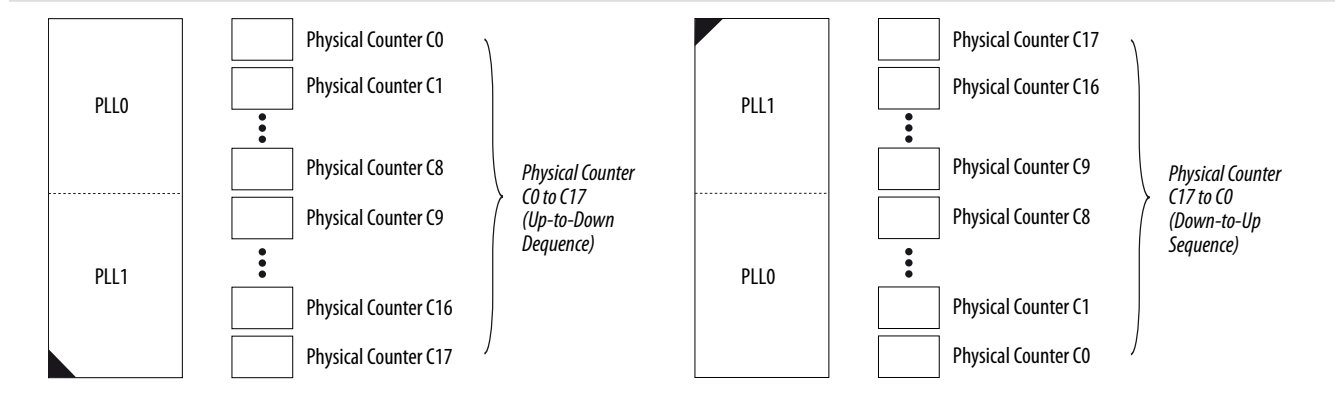 PLL0
PLL1
Physical Counter C0
Physical Counter C1
Physical Counter C8
Physical Counter C9
Physical Counter C16
Physical Counter C17
Physical Counter
C0 to C17
(Up-to-Down
Dequence)
PLL1
PLL0
Physical Counter C17
Physical Counter C16
Physical Counter C9
Physical Counter C8
Physical Counter C1
Physical Counter C0
Physical Counter
C17 to C0
(Down-to-Up
Sequence)